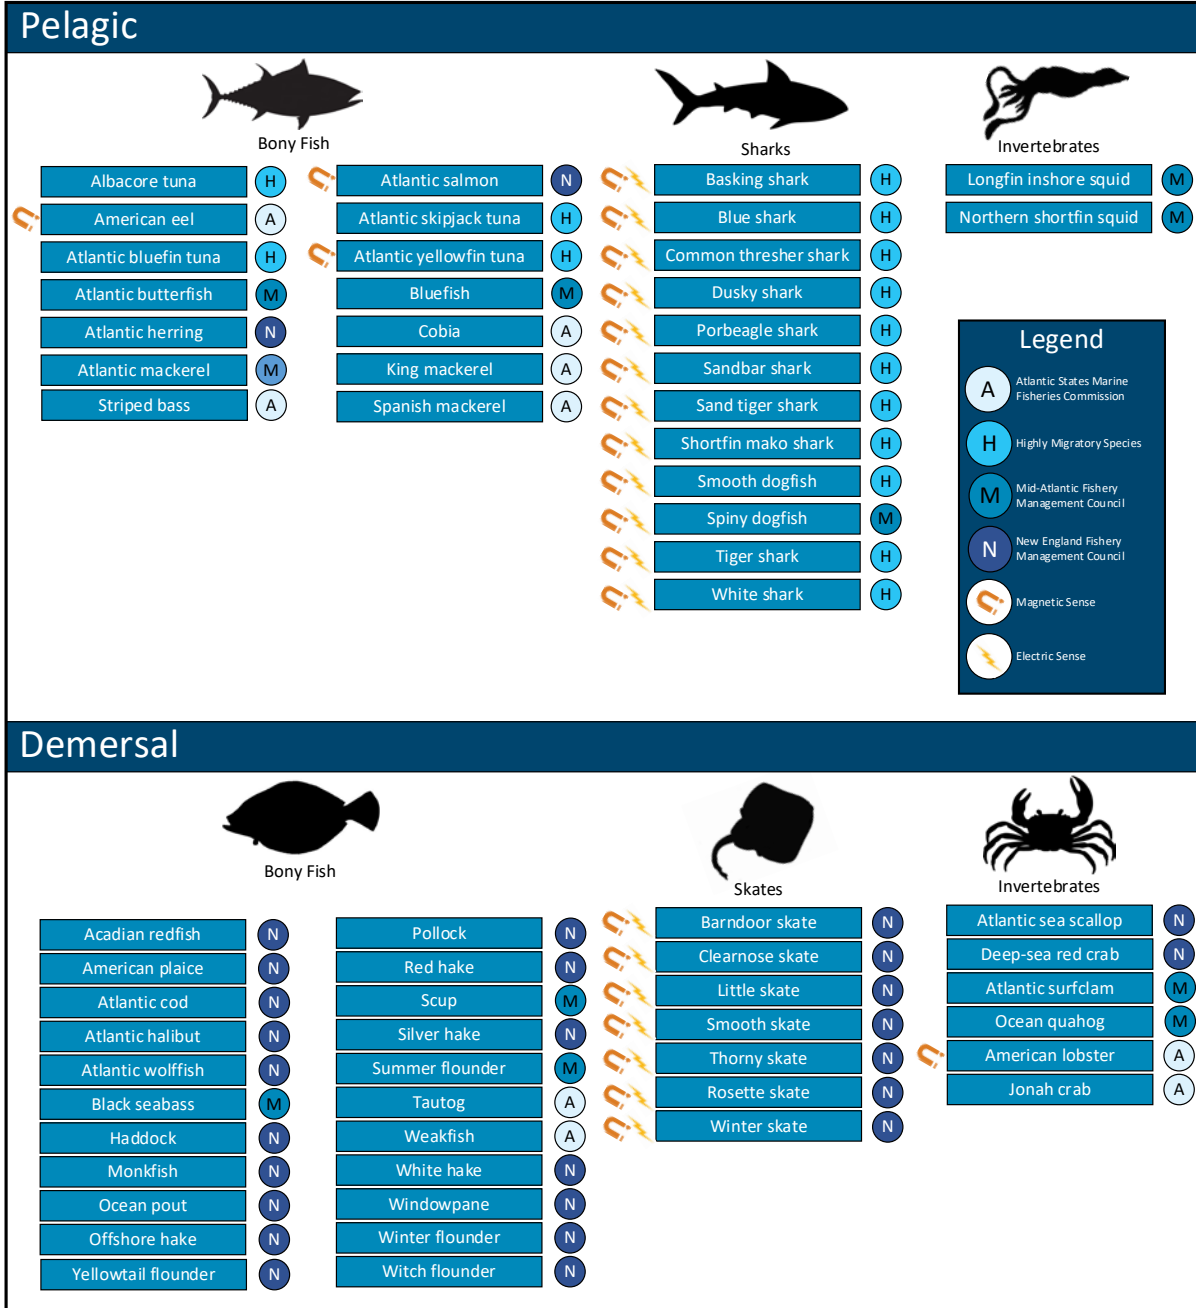 Pelagic
Bony Fish
Albacore tuna H
American eel A
Atlantic bluefin tuna H
Atlantic butterfish M
Atlantic herring N
Atlantic mackerel M
Striped bass A
Atlantic salmon N
Atlantic skipjack tuna H
Atlantic yellowfin tuna H
Bluefish M
Cobia A
King mackerel A
Spanish mackerel A
Sharks
Basking shark H
Blue shark H
Common thresher shark H
Dusky shark H
Porbeagle shark H
Sandbar shark H
Sand tiger shark H
Shortfin mako shark H
Smooth dogfish H
Spiny dogfish M
Tiger shark H
White shark H
Invertebrates
Longfin inshore squid M
Northern shortfin squid M
Legend
A Atlantic States Marine
Fisheries Commission
H Highly Migratory Species
M Mid-Atlantic Fishery
Management Council
N New England Fishery
Management Council
Magnetic Sense
Electric Sense
Demersal
Bony Fish
Acadian redfish N
American plaice N
Atlantic cod N
Atlantic halibut N
Atlantic wolffish N
Black seabass M
Haddock N
Monkfish N
Ocean pout N
Offshore hake N
Yellowtail flounder N
Pollock N
Red hake N
Scup M
Silver hake N
Summer flounder M
Tautog A
Weakfish A
White hake N
Windowpane N
Winter flounder N
Witch flounder N
Skates
Barndoor skate N
Clearnose skate N
Little skate N
Smooth skate N
Thorny skate N
Rosette skate N
Winter skate N
Invertebrates
Atlantic sea scallop N
Deep-sea red crab N
Atlantic surfclam M
Ocean quahog M
American lobster A
Jonah crab A